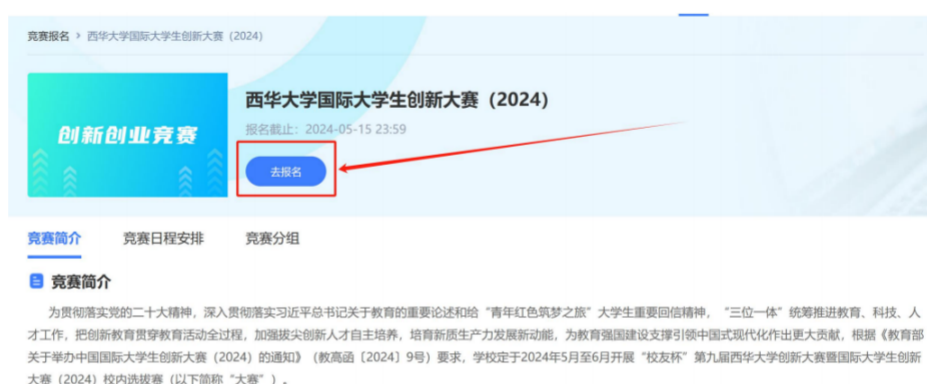 竞赛报名 > 西华大学国际大学生创新大赛（2024）
创新创业竞赛
西华大学国际大学生创新大赛（2024）
报名截止：2024-05-15 23:59
去报名
竞赛简介 竞赛日程安排 竞赛分组
竞赛简介
为贯彻落实党的二十大精神，深入贯彻落实习近平总书记关于教育的重要论述和给“青年红色筑梦之旅”大学生重要回信精神，“三位一体”统筹推进教育、科技、人
才工作，把创新教育贯穿教育活动全过程，加强拔尖创新人才自主培养，培育新质生产力发展新动能，为教育强国建设支撑引领中国式现代化作出更大贡献，根据《教育部
关于举办中国国际大学生创新大赛（2024）的通知》（教高函〔2024〕9号）要求，学校定于2024年5月至6月开展“校友杯”第九届西华大学创新大赛暨国际大学生创新
大赛（2024）校内选拔赛（以下简称“大赛”）。